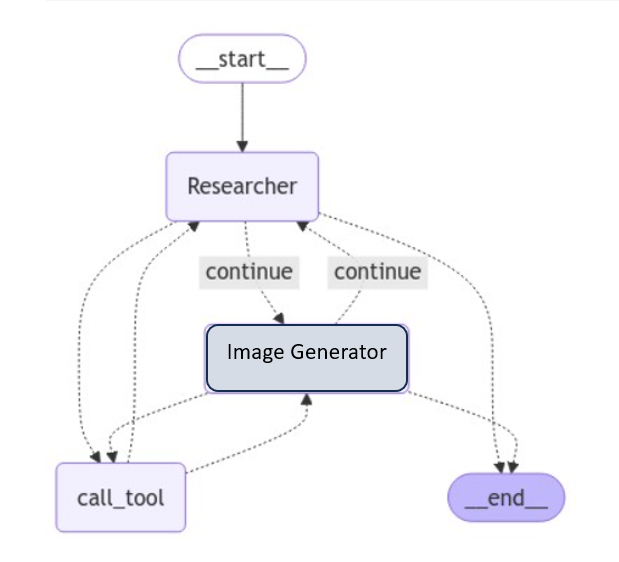 __start__
Researcher
continue
continue
Image Generator
call_tool
__end__